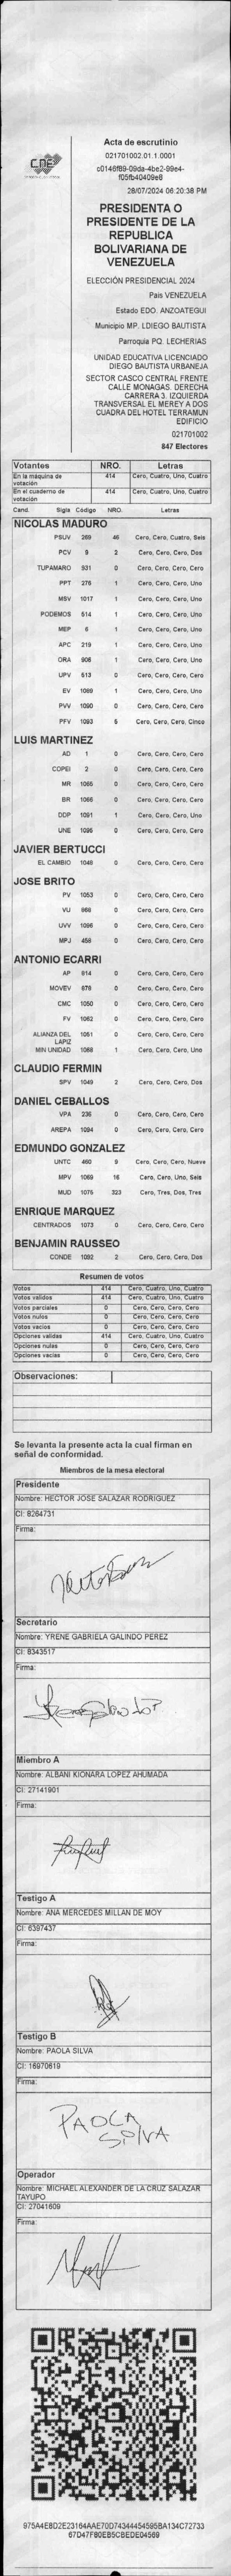 Acta de escrutinio
021701002.01.1.0001
c0146f89-09da-4be2-99e4-
f05fb40409e8
28/07/2024 06:20:38 PM
CNE
PRESIDENTA O
PRESIDENTE DE LA
REPUBLICA
BOLIVARIANA DE
VENEZUELA
ELECCIÓN PRESIDENCIAL 2024
Pais VENEZUELA
Estado EDO. ANZOATEGUI
Municipio MP. LDIEGO BAUTISTA
Parroquia PQ. LECHERIAS
UNIDAD EDUCATIVA LICENCIADO
DIEGO BAUTISTA URBANEJA
SECTOR CASCO CENTRAL FRENTE
CALLE MONAGAS. DERECHA
CARRERA 3. IZQUIERDA
TRANSVERSAL EL MEREY A DOS
CUADRA DEL HOTEL TERRAMUN
EDIFICIO
021701002
847 Electores
Votantes NRO. Letras
En la máquina de votación 414 Cero, Cuatro, Uno, Cuatro
En el cuaderno de votación 414 Cero, Cuatro, Uno, Cuatro
Cand. Sigla Código NRO. Letras
NICOLAS MADURO
PSUV 269 46 Cero, Cero, Cuatro, Seis
PCV 9 2 Cero, Cero, Cero, Dos
TUPAMARO 931 0 Cero, Cero, Cero, Cero
PPT 276 1 Cero, Cero, Cero, Uno
MSV 1017 1 Cero, Cero, Cero, Uno
PODEMOS 514 1 Cero, Cero, Cero, Uno
MEP 6 1 Cero, Cero, Cero, Uno
APC 219 1 Cero, Cero, Cero, Uno
ORA 906 1 Cero, Cero, Cero, Uno
UPV 513 0 Cero, Cero, Cero, Cero
EV 1089 1 Cero, Cero, Cero, Uno
PVV 1090 0 Cero, Cero, Cero, Cero
PFV 1093 5 Cero, Cero, Cero, Cinco
LUIS MARTINEZ
AD 1 0 Cero, Cero, Cero, Cero
COPEI 2 0 Cero, Cero, Cero, Cero
MR 1065 0 Cero, Cero, Cero, Cero
BR 1066 0 Cero, Cero, Cero, Cero
DDP 1091 1 Cero, Cero, Cero, Uno
UNE 1095 0 Cero, Cero, Cero, Cero
JAVIER BERTUCCI
EL CAMBIO 1048 0 Cero, Cero, Cero, Cero
JOSE BRITO
PV 1053 0 Cero, Cero, Cero, Cero
VU 968 0 Cero, Cero, Cero, Cero
UVV 1096 0 Cero, Cero, Cero, Cero
MPJ 458 0 Cero, Cero, Cero, Cero
ANTONIO ECARRI
AP 914 0 Cero, Cero, Cero, Cero
MOVEV 979 0 Cero, Cero, Cero, Cero
CMC 1050 0 Cero, Cero, Cero, Cero
FV 1062 0 Cero, Cero, Cero, Cero
ALIANZA DEL LAPIZ 1051 0 Cero, Cero, Cero, Cero
MIN UNIDAD 1068 1 Cero, Cero, Cero, Uno
CLAUDIO FERMIN
SPV 1049 2 Cero, Cero, Cero, Dos
DANIEL CEBALLOS
VPA 236 0 Cero, Cero, Cero, Cero
AREPA 1094 0 Cero, Cero, Cero, Cero
EDMUNDO GONZALEZ
UNTC 460 9 Cero, Cero, Cero, Nueve
MPV 1069 16 Cero, Cero, Uno, Seis
MUD 1075 323 Cero, Tres, Dos, Tres
ENRIQUE MARQUEZ
CENTRADOS 1073 0 Cero, Cero, Cero, Cero
BENJAMIN RAUSSEO
CONDE 1092 2 Cero, Cero, Cero, Dos
Resumen de votos
Votos 414 Cero, Cuatro, Uno, Cuatro
Votos validos 414 Cero, Cuatro, Uno, Cuatro
Votos parciales 0 Cero, Cero, Cero, Cero
Votos nulos 0 Cero, Cero, Cero, Cero
Votos vacios 0 Cero, Cero, Cero, Cero
Opciones validas 414 Cero, Cuatro, Uno, Cuatro
Opciones nulas 0 Cero, Cero, Cero, Cero
Opciones vacias 0 Cero, Cero, Cero, Cero
Observaciones:
Se levanta la presente acta la cual firman en
señal de conformidad.
Miembros de la mesa electoral
Presidente
Nombre: HECTOR JOSE SALAZAR RODRIGUEZ
CI: 8264731
Firma:
Secretario
Nombre: YRENE GABRIELA GALINDO PEREZ
CI: 8343517
Firma:
Miembro A
Nombre: ALBANI KIONARA LOPEZ AHUMADA
CI: 27141901
Firma:
Testigo A
Nombre: ANA MERCEDES MILLAN DE MOY
CI: 6397437
Firma:
Testigo B
Nombre: PAOLA SILVA
CI: 16970619
Firma:
PAOLA
SILVA
Operador
Nombre: MICHAEL ALEXANDER DE LA CRUZ SALAZAR
TAYUPO
CI: 27041609
Firma:
975A4E8D2E23164AAE70D74344454595BA134C72733
67D47F80EB5CBEDE04569